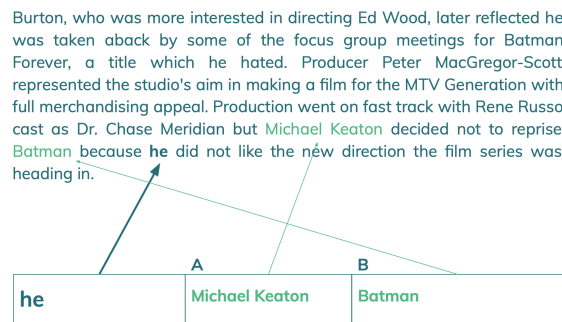 Burton, who was more interested in directing Ed Wood, later reflected he
was taken aback by some of the focus group meetings for Batman
Forever, a title which he hated. Producer Peter MacGregor-Scott
represented the studio's aim in making a film for the MTV Generation with
full merchandising appeal. Production went on fast track with Rene Russo
cast as Dr. Chase Meridian but Michael Keaton decided not to reprise
Batman because he did not like the new direction the film series was
heading in.
A B
he Michael Keaton Batman